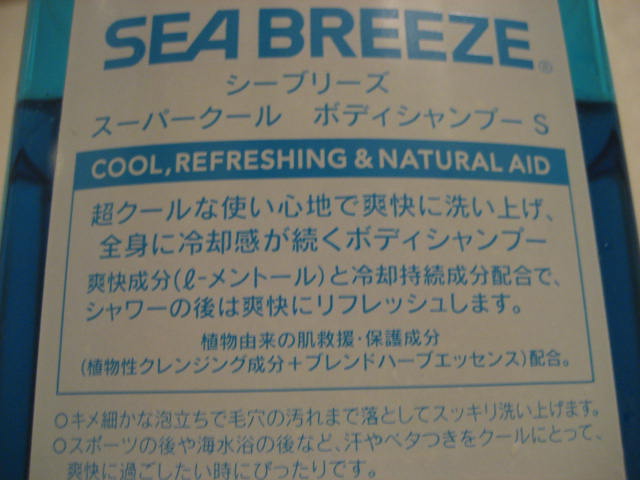 SEA BREEZE®
シーブリーズ
スーパークール ボディシャンプー S
COOL, REFRESHING & NATURAL AID
超クールな使い心地で爽快に洗い上げ、
全身に冷却感が続くボディシャンプー
爽快成分(ℓ-メントール)と冷却持続成分配合で、
シャワーの後は爽快にリフレッシュします。
植物由来の肌救援・保護成分
(植物性クレンジング成分+ブレンドハーブエッセンス)配合。
○キメ細かな泡立ちで毛穴の汚れまで落としてスッキリ洗い上げます。
○スポーツの後や海水浴の後など、汗やベタつきをクールにとって、
爽快に過ごしたい時にぴったりです。